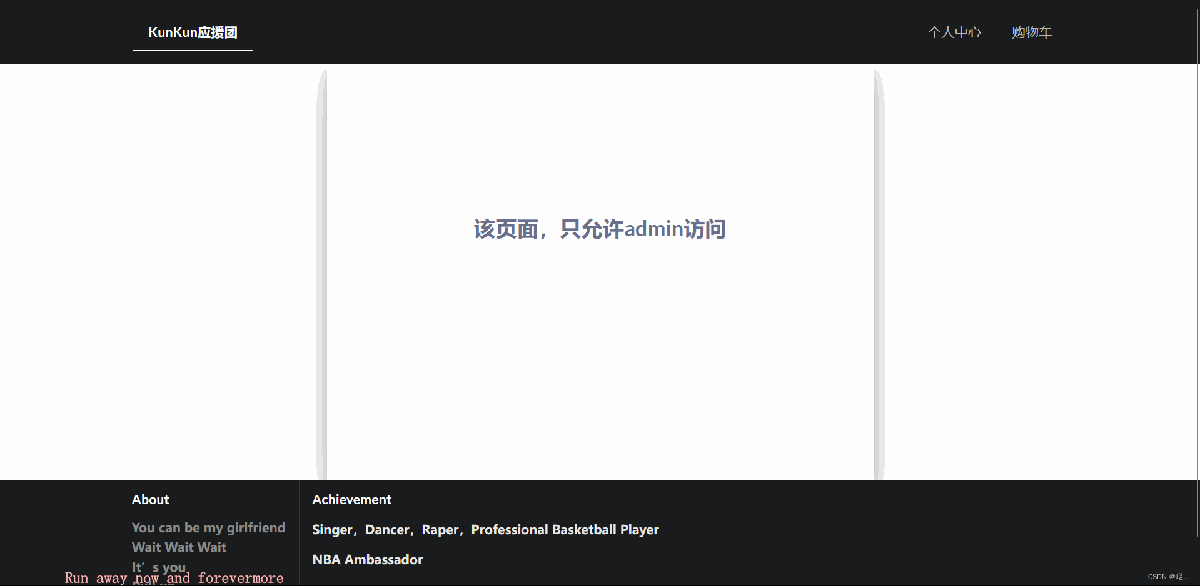 KunKun应援团
个人中心
购物车
该页面，只允许admin访问
About
You can be my girlfriend
Wait Wait Wait
It’s you
Run away now and forevermore
Achievement
Singer，Dancer，Raper，Professional Basketball Player
NBA Ambassador